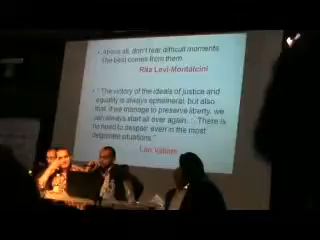 • Above all, don't fear difficult moments.
The best comes from them.
Rita Levi-Montalcini
• "The victory of the ideals of justice and
equality is always ephemeral, but also
that, if we manage to preserve liberty, we
can always start all over again... There is
no need to despair even in the most
desperate situations."
Leo Valiani